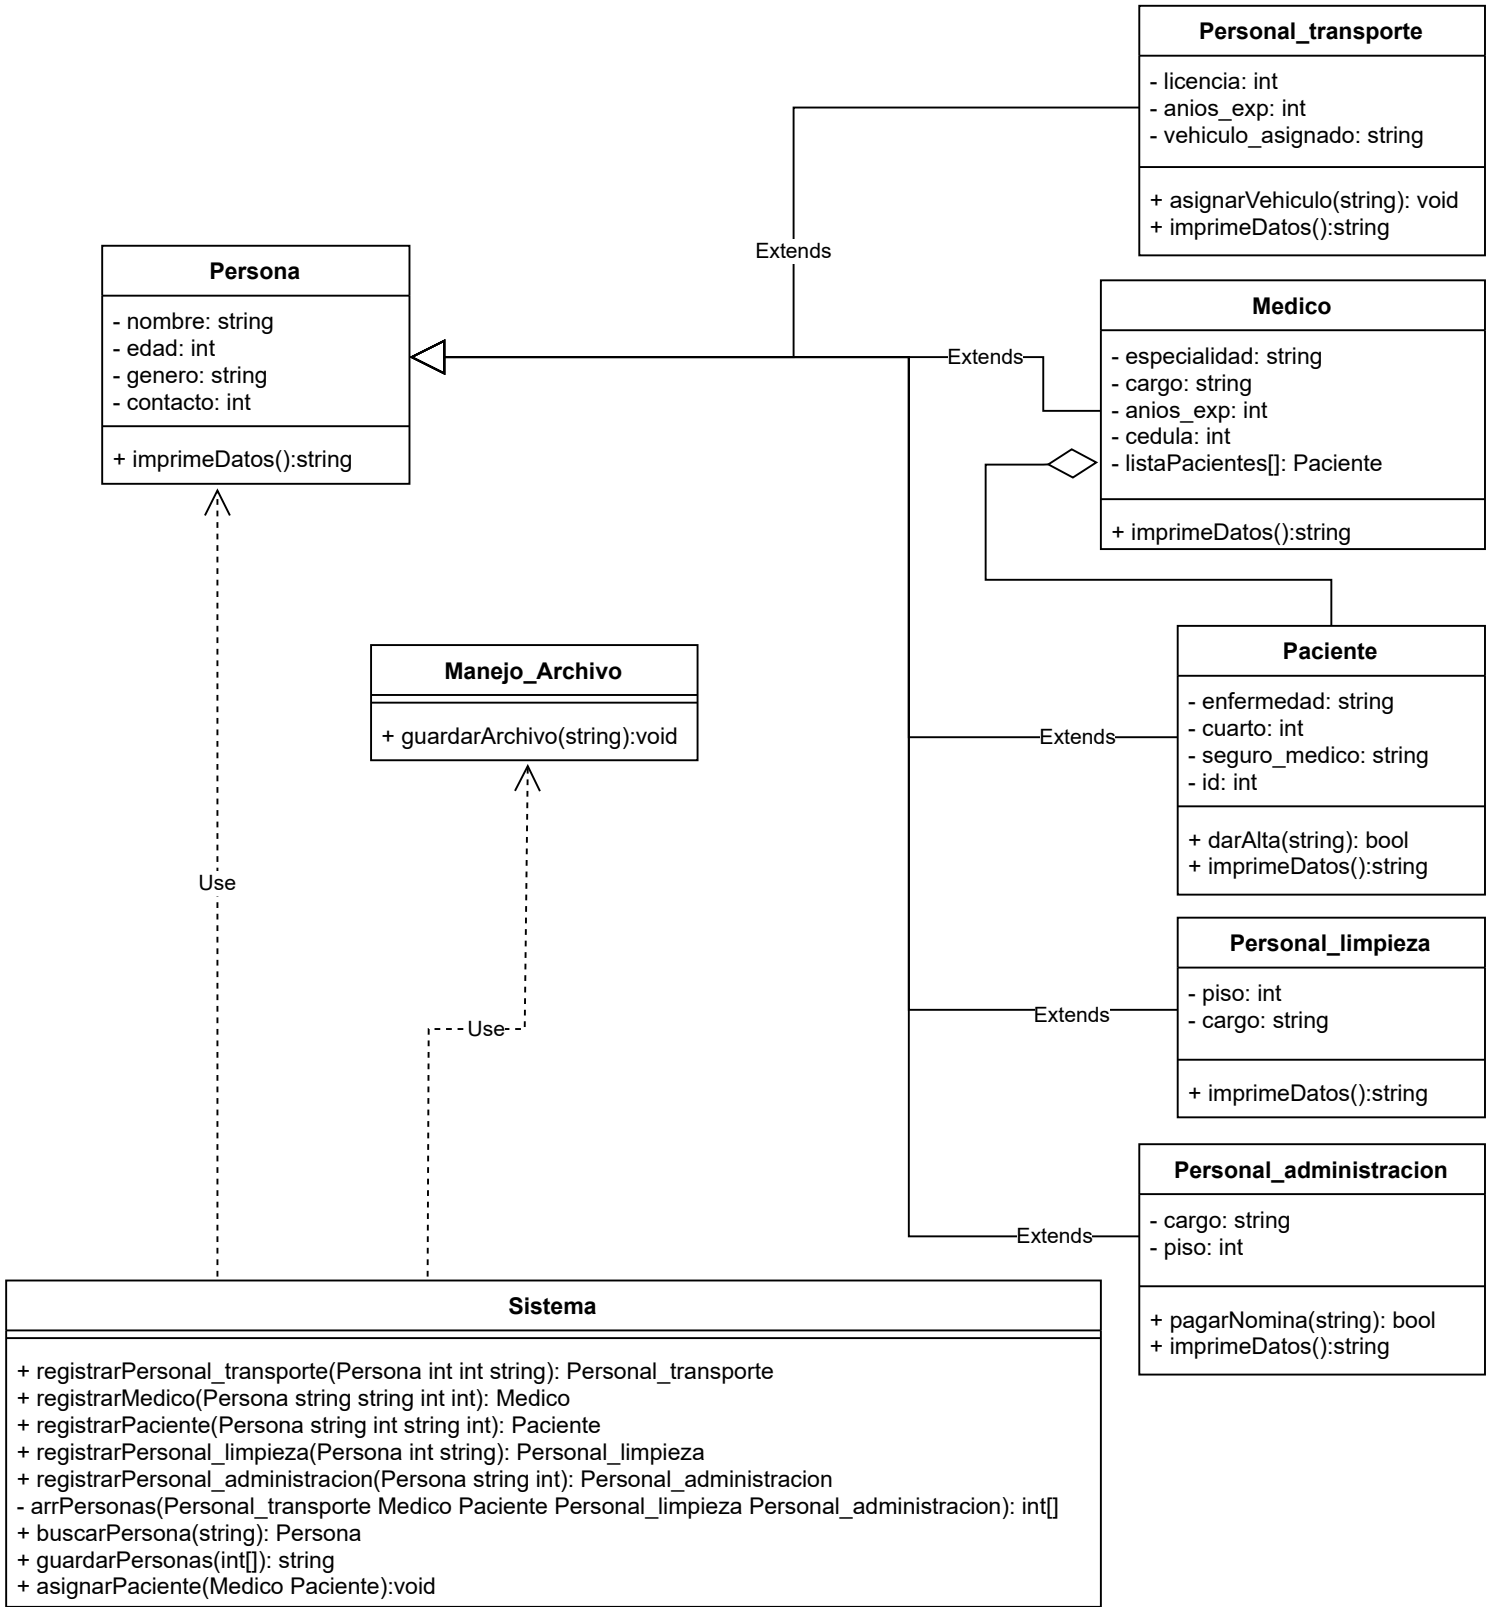 Personal_transporte
- licencia: int
- anios_exp: int
- vehiculo_asignado: string
+ asignarVehiculo(string): void
+ imprimeDatos():string
Extends
Persona
- nombre: string
- edad: int
- genero: string
- contacto: int
+ imprimeDatos():string
Medico
- especialidad: string
- cargo: string
- anios_exp: int
- cedula: int
- listaPacientes[]: Paciente
+ imprimeDatos():string
Extends
Manejo_Archivo
+ guardarArchivo(string):void
Paciente
- enfermedad: string
- cuarto: int
- seguro_medico: string
- id: int
+ darAlta(string): bool
+ imprimeDatos():string
Extends
Use
Personal_limpieza
- piso: int
- cargo: string
+ imprimeDatos():string
Extends
Use
Personal_administracion
- cargo: string
- piso: int
+ pagarNomina(string): bool
+ imprimeDatos():string
Extends
Sistema
+ registrarPersonal_transporte(Persona int int string): Personal_transporte
+ registrarMedico(Persona string string int int): Medico
+ registrarPaciente(Persona string int string int): Paciente
+ registrarPersonal_limpieza(Persona int string): Personal_limpieza
+ registrarPersonal_administracion(Persona string int): Personal_administracion
- arrPersonas(Personal_transporte Medico Paciente Personal_limpieza Personal_administracion): int[]
+ buscarPersona(string): Persona
+ guardarPersonas(int[]): string
+ asignarPaciente(Medico Paciente):void